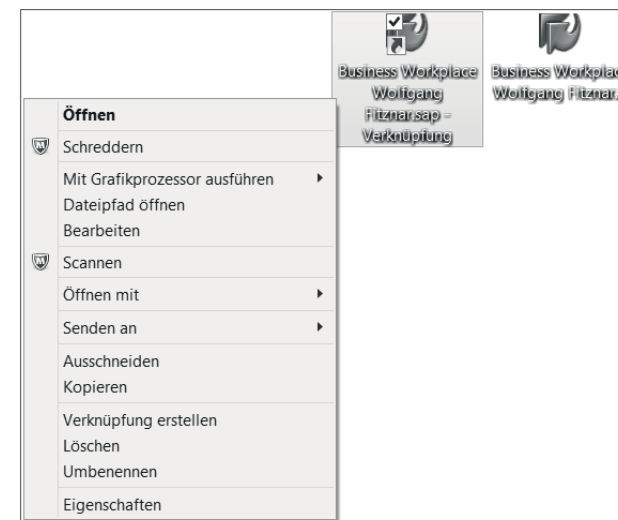 Business Workplace
Wolfgang
Fitznar.sap –
Verknüpfung
Business Workplac
Wolfgang Fitznar.
Öffnen
Schreddern
Mit Grafikprozessor ausführen
Dateipfad öffnen
Bearbeiten
Scannen
Öffnen mit
Senden an
Ausschneiden
Kopieren
Verknüpfung erstellen
Löschen
Umbenennen
Eigenschaften